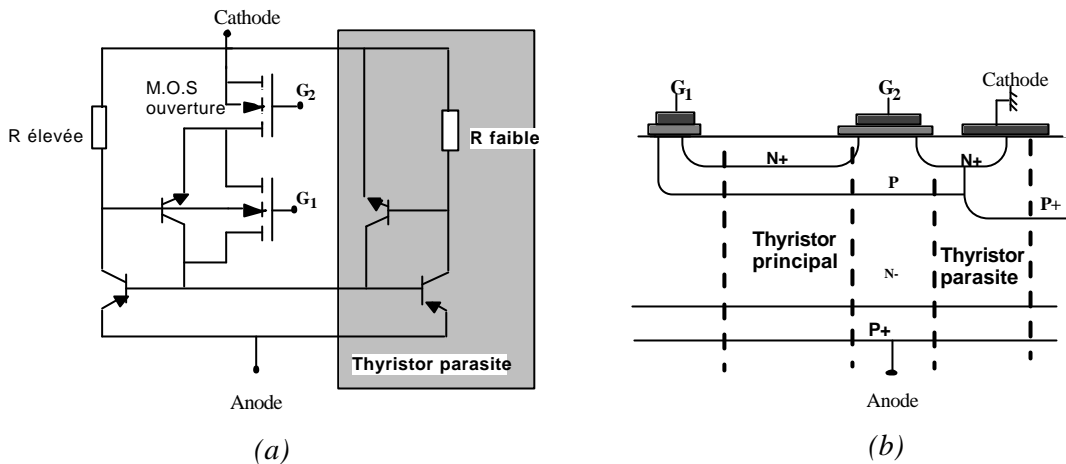 Cathode
M.O.S
ouverture
G2
R élevée
R faible
G1
Thyristor parasite
Anode
(a)
G1
G2
Cathode
N+
N+
P
P+
Thyristor
principal
N-
Thyristor
parasite
P+
Anode
(b)